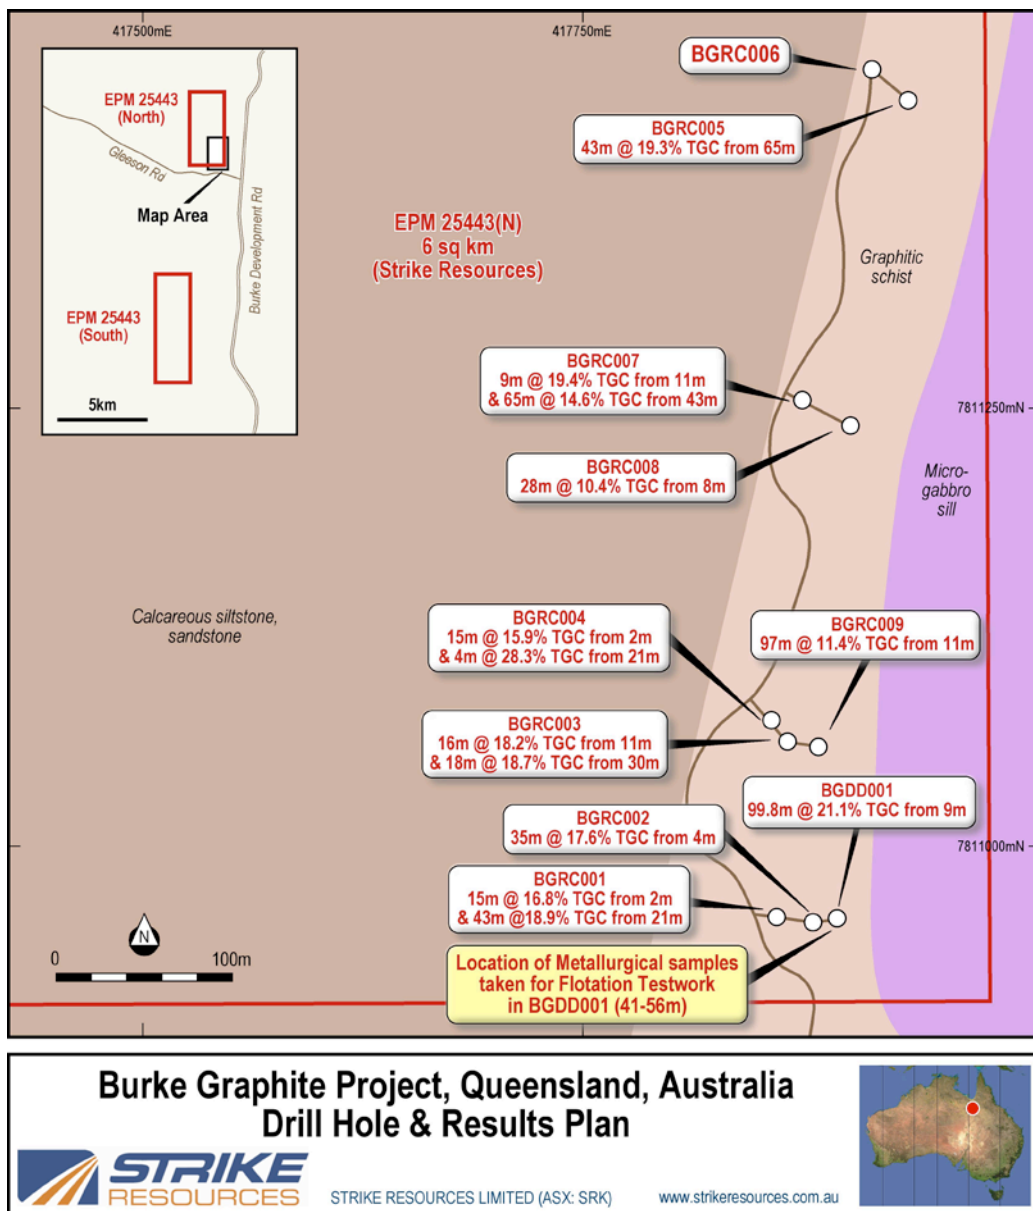 417500mE
417750mE
BGRC006
EPM 25443
(North)
BGRC005
43m @ 19.3% TGC from 65m
Gleeson Rd
Map Area
Burke Development Rd
EPM 25443(N)
6 sq km
(Strike Resources)
Graphitic
schist
EPM 25443
(South)
5km
BGRC007
9m @ 19.4% TGC from 11m
& 65m @ 14.6% TGC from 43m
7811250mN
BGRC008
28m @ 10.4% TGC from 8m
Micro-
gabbro
sill
Calcareous siltstone,
sandstone
BGRC004
15m @ 15.9% TGC from 2m
& 4m @ 28.3% TGC from 21m
BGRC009
97m @ 11.4% TGC from 11m
BGRC003
16m @ 18.2% TGC from 11m
& 18m @ 18.7% TGC from 30m
BGDD001
99.8m @ 21.1% TGC from 9m
BGRC002
35m @ 17.6% TGC from 4m
7811000mN
BGRC001
15m @ 16.8% TGC from 2m
& 43m @18.9% TGC from 21m
N
0 100m
Location of Metallurgical samples
taken for Flotation Testwork
in BGDD001 (41-56m)
Burke Graphite Project, Queensland, Australia
Drill Hole & Results Plan
STRIKE
RESOURCES
STRIKE RESOURCES LIMITED (ASX: SRK)
www.strikeresources.com.au